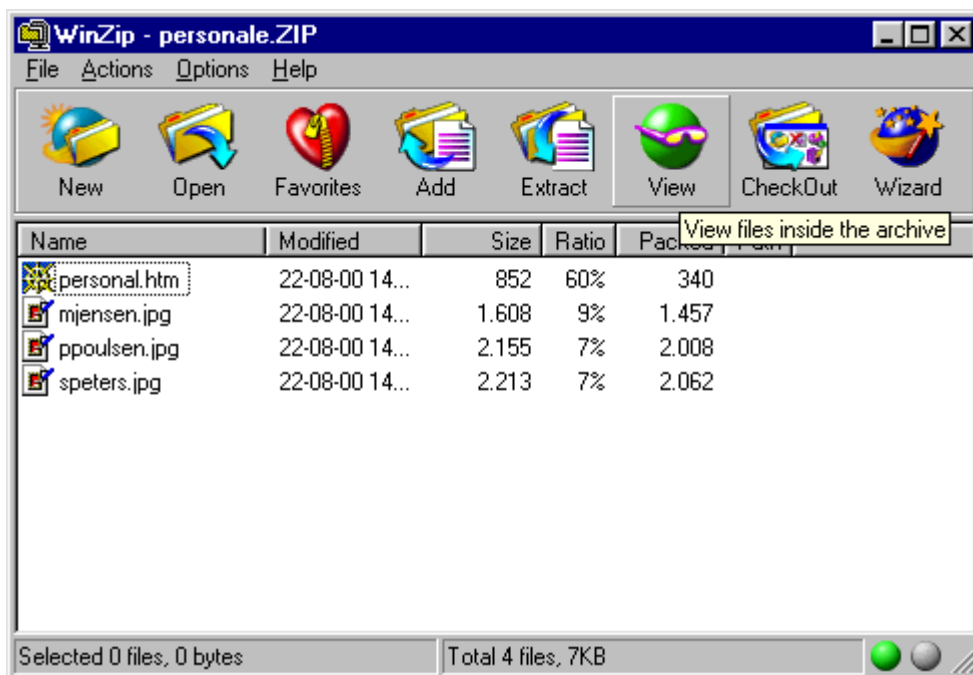 WinZip - personale.ZIP
File Actions Options Help
New Open Favorites Add Extract View CheckOut Wizard
View files inside the archive
Name Modified Size Ratio Packed Path
personal.htm 22-08-00 14... 852 60% 340
mjensen.jpg 22-08-00 14... 1.608 9% 1.457
ppoulsen.jpg 22-08-00 14... 2.155 7% 2.008
speters.jpg 22-08-00 14... 2.213 7% 2.062
Selected 0 files, 0 bytes Total 4 files, 7KB